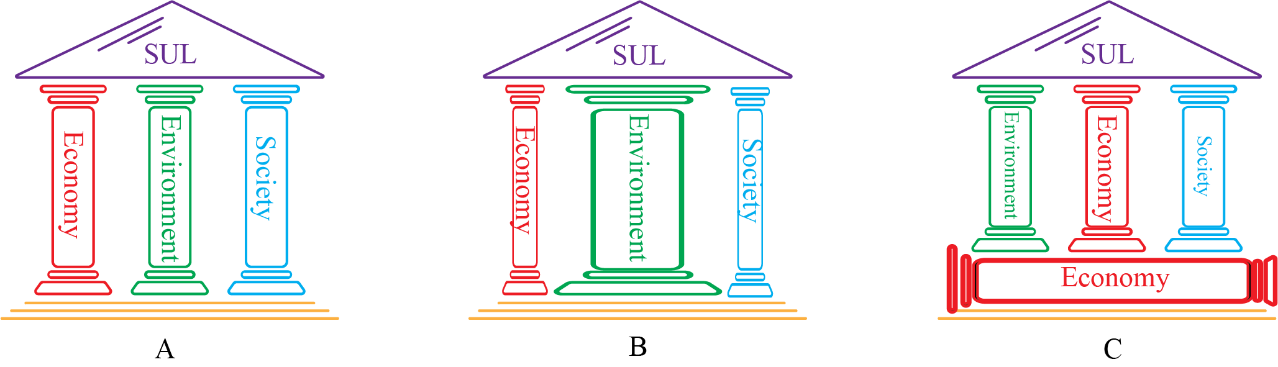 SUL
Economy
Environment
Society
A
SUL
Economy
Environment
Society
B
SUL
Environment
Economy
Society
Economy
C